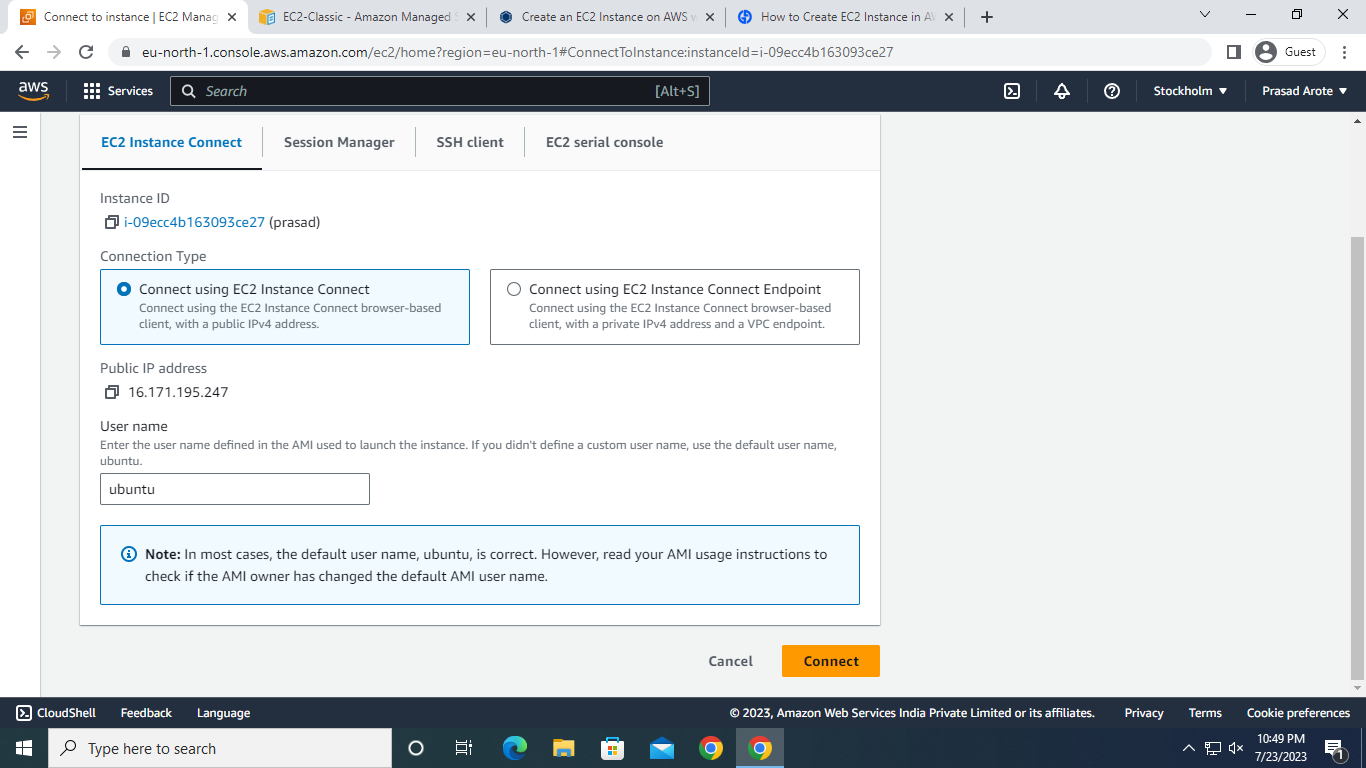 Connect to instance | EC2 Manag
EC2-Classic - Amazon Managed S
Create an EC2 Instance on AWS w
How to Create EC2 Instance in AW
eu-north-1.console.aws.amazon.com/ec2/home?region=eu-north-1#ConnectToInstance:instanceId=i-09ecc4b163093ce27
Guest
aws
Services
Search
[Alt+S]
Stockholm
Prasad Arote
EC2 Instance Connect
Session Manager
SSH client
EC2 serial console
Instance ID
i-09ecc4b163093ce27 (prasad)
Connection Type
Connect using EC2 Instance Connect
Connect using the EC2 Instance Connect browser-based
client, with a public IPv4 address.
Connect using EC2 Instance Connect Endpoint
Connect using the EC2 Instance Connect browser-based
client, with a private IPv4 address and a VPC endpoint.
Public IP address
16.171.195.247
User name
Enter the user name defined in the AMI used to launch the instance. If you didn't define a custom user name, use the default user name,
ubuntu.
ubuntu
Note: In most cases, the default user name, ubuntu, is correct. However, read your AMI usage instructions to
check if the AMI owner has changed the default AMI user name.
Cancel
Connect
CloudShell
Feedback
Language
© 2023, Amazon Web Services India Private Limited or its affiliates.
Privacy
Terms
Cookie preferences
Type here to search
10:49 PM
7/23/2023
1